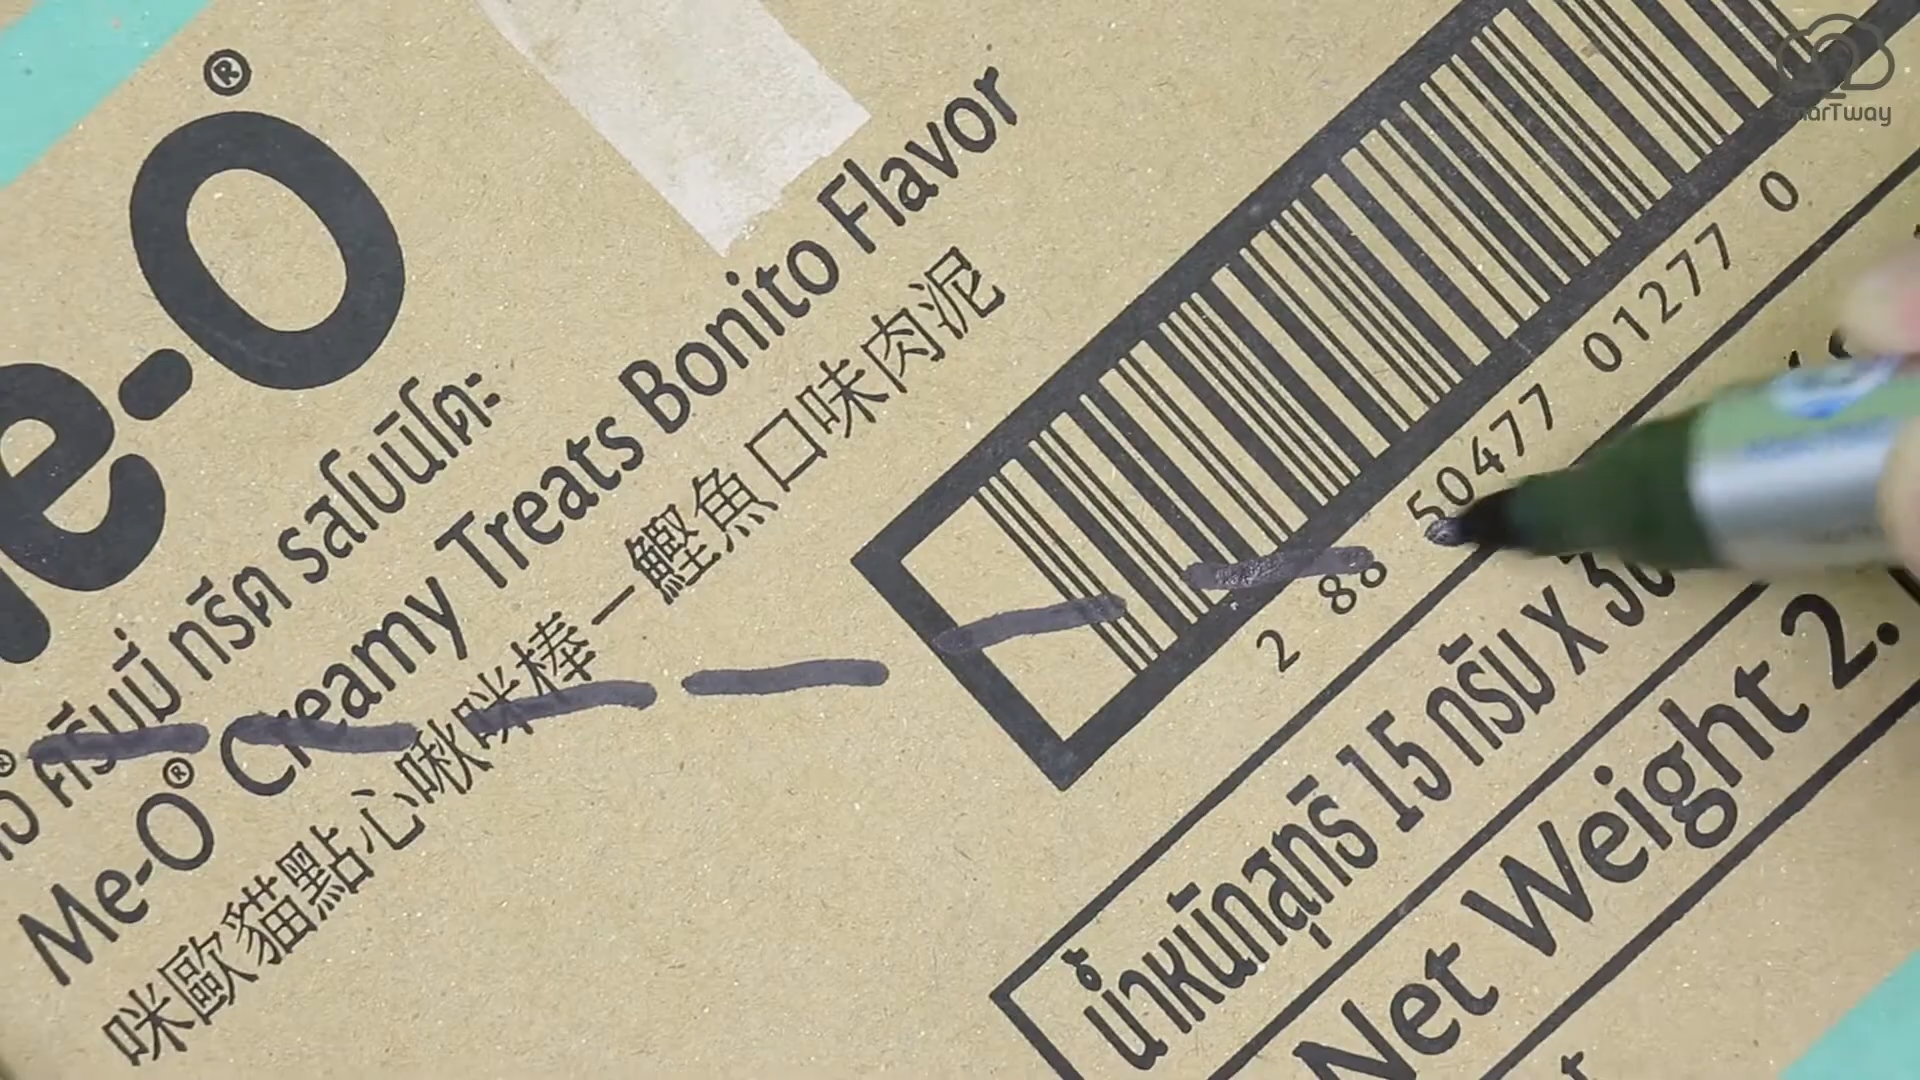 smarTway
e-O®
ครีมมี่ ทรีต รสโบนิโตะ
Me-O® Creamy Treats Bonito Flavor
咪歐貓點心啾咪棒一鰹魚口味肉泥
2 88 50477 01277 0
น้ำหนักสุทธิ 15 กรัม X
Net Weight 2.